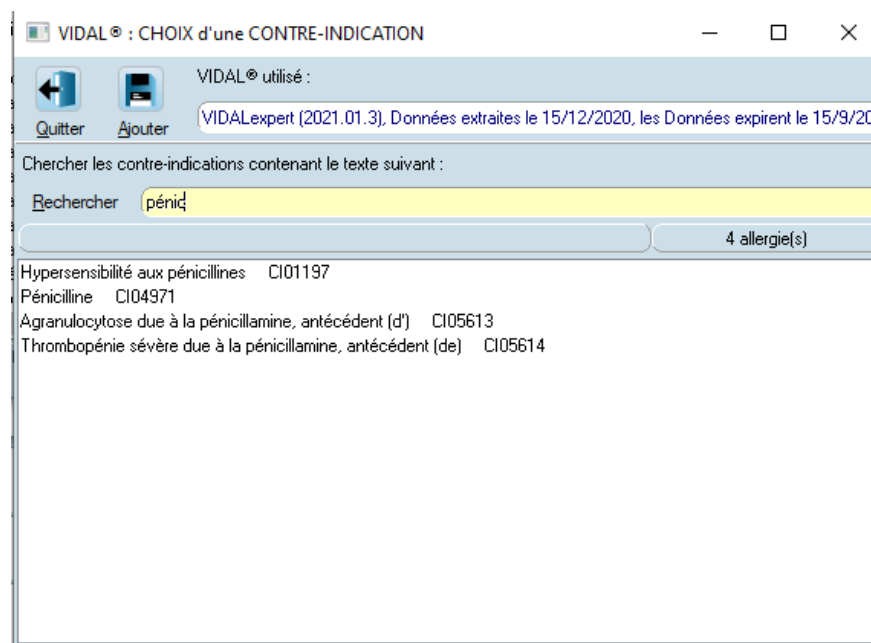 VIDAL® : CHOIX d'une CONTRE-INDICATION
VIDAL® utilisé :
Quitter Ajouter
VIDALexpert (2021.01.3), Données extraites le 15/12/2020, les Données expirent le 15/9/20
Chercher les contre-indications contenant le texte suivant :
Rechercher pénic
4 allergie(s)
Hypersensibilité aux pénicillines CI01197
Pénicilline CI04971
Agranulocytose due à la pénicillamine, antécédent (d') CI05613
Thrombopénie sévère due à la pénicillamine, antécédent (de) CI05614